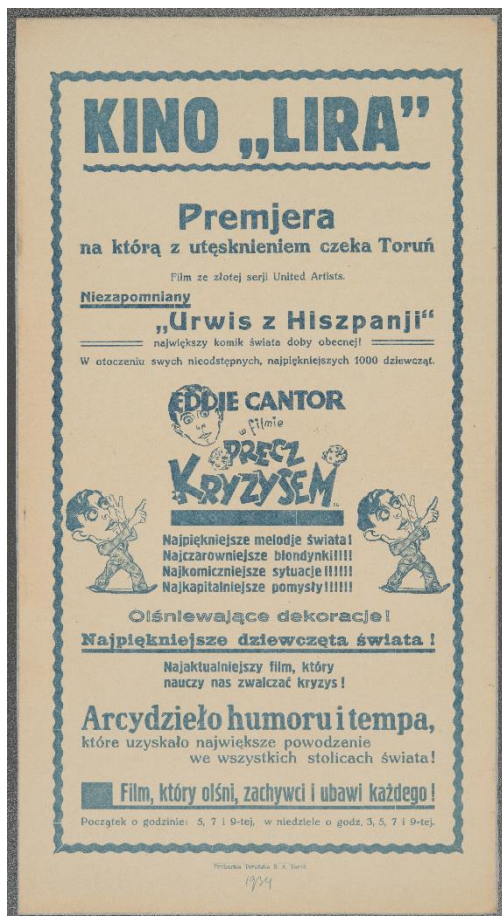 KINO „LIRA”
Premjera
na którą z utęsknieniem czeka Toruń
Film ze złotej serji United Artists.
Niezapomniany
„Urwis z Hiszpanji“
największy komik świata doby obecnej!
W otoczeniu swych nieodstępnych, najpiękniejszych 1000 dziewcząt.
EDDIE CANTOR
w filmie
PRECZ
Z KRYZYSEM
Najpiękniejsze melodje świata!
Najczarowniejsze blondynki!!!!
Najkomiczniejsze sytuacje!!!!!!
Najkapitalniejsze pomysły!!!!!!
Olśniewające dekoracje!
Najpiękniejsze dziewczęta świata !
Najaktualniejszy film, który
nauczy nas zwalczać kryzys !
Arcydzieło humoru i tempa,
które uzyskało największe powodzenie
we wszystkich stolicach świata!
Film, który olśni, zachwyci i ubawi każdego !
Początek o godzinie: 5, 7 i 9-tej, w niedziele o godz. 3, 5, 7 i 9-tej.
Drukarnia Toruńska S. A. Toruń
1934